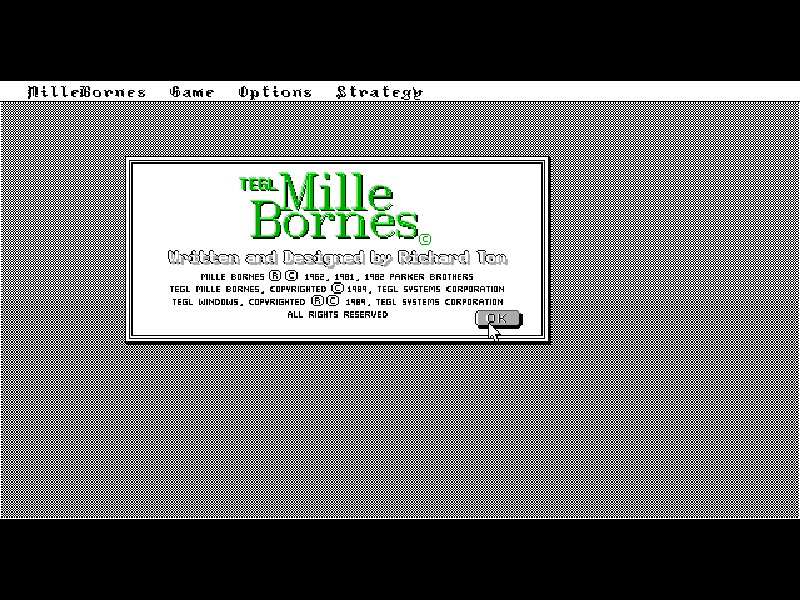 MilleBornes Game Options Strategy
TEGL Mille
Bornes ©
Written and Designed by Richard Ton
MILLE BORNES ® © 1962, 1981, 1982 PARKER BROTHERS
TEGL MILLE BORNES, COPYRIGHTED © 1989, TEGL SYSTEMS CORPORATION
TEGL WINDOWS, COPYRIGHTED ® © 1989, TEGL SYSTEMS CORPORATION
ALL RIGHTS RESERVED
OK